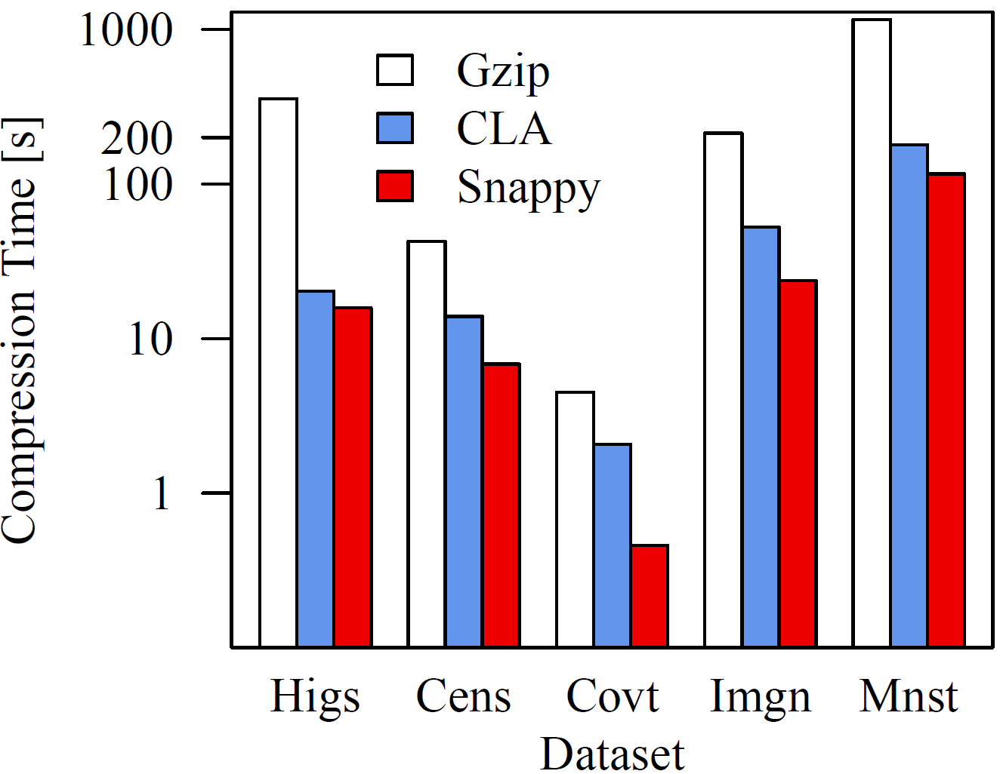 Compression Time [s]
1000
200
100
10
1
Gzip
CLA
Snappy
Higs Cens Covt Imgn Mnst
Dataset